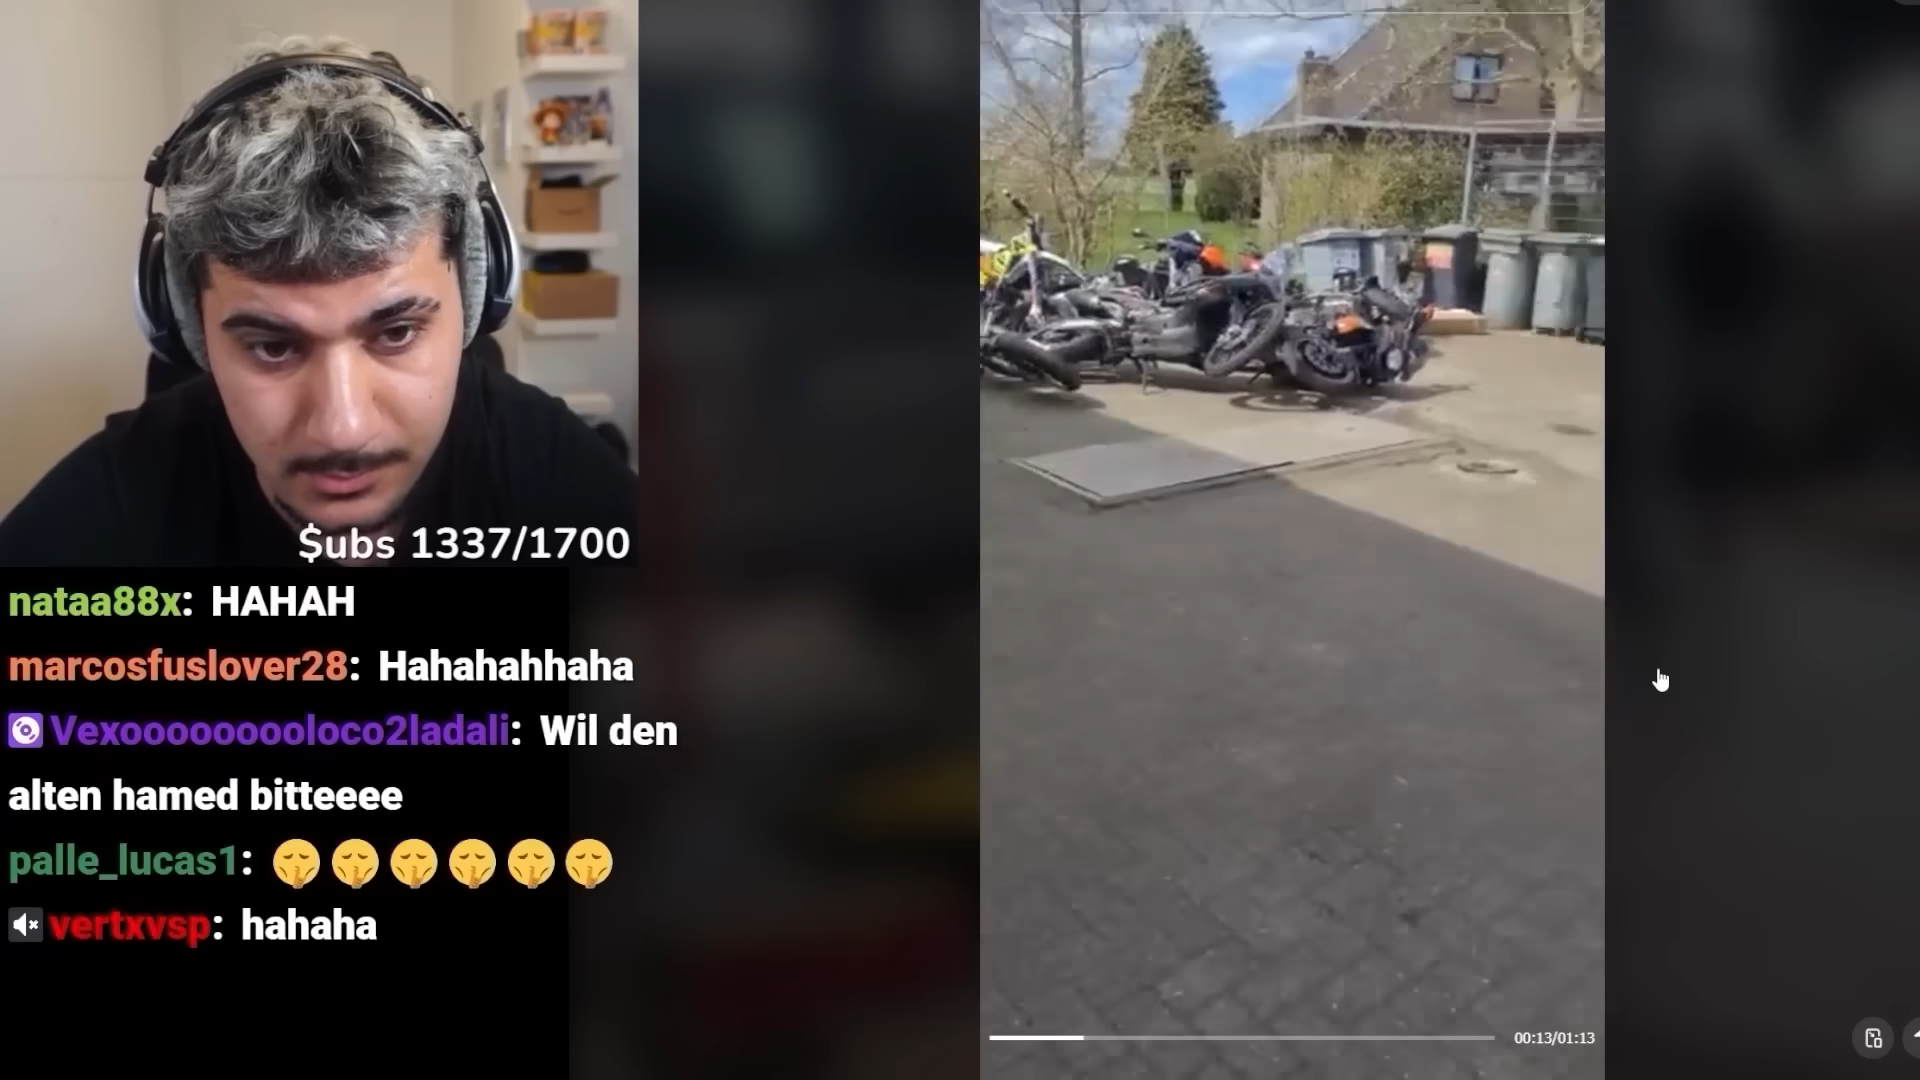 $ubs 1337/1700
nataa88x: HAHAH
marcosfuslover28: Hahahahhaha
Vexoooooooooloco2ladali: Wil den
alten hamed bitteeee
palle_lucas1: 🤫🤫🤫🤫🤫🤫
vertxvsp: hahaha
00:13/01:13